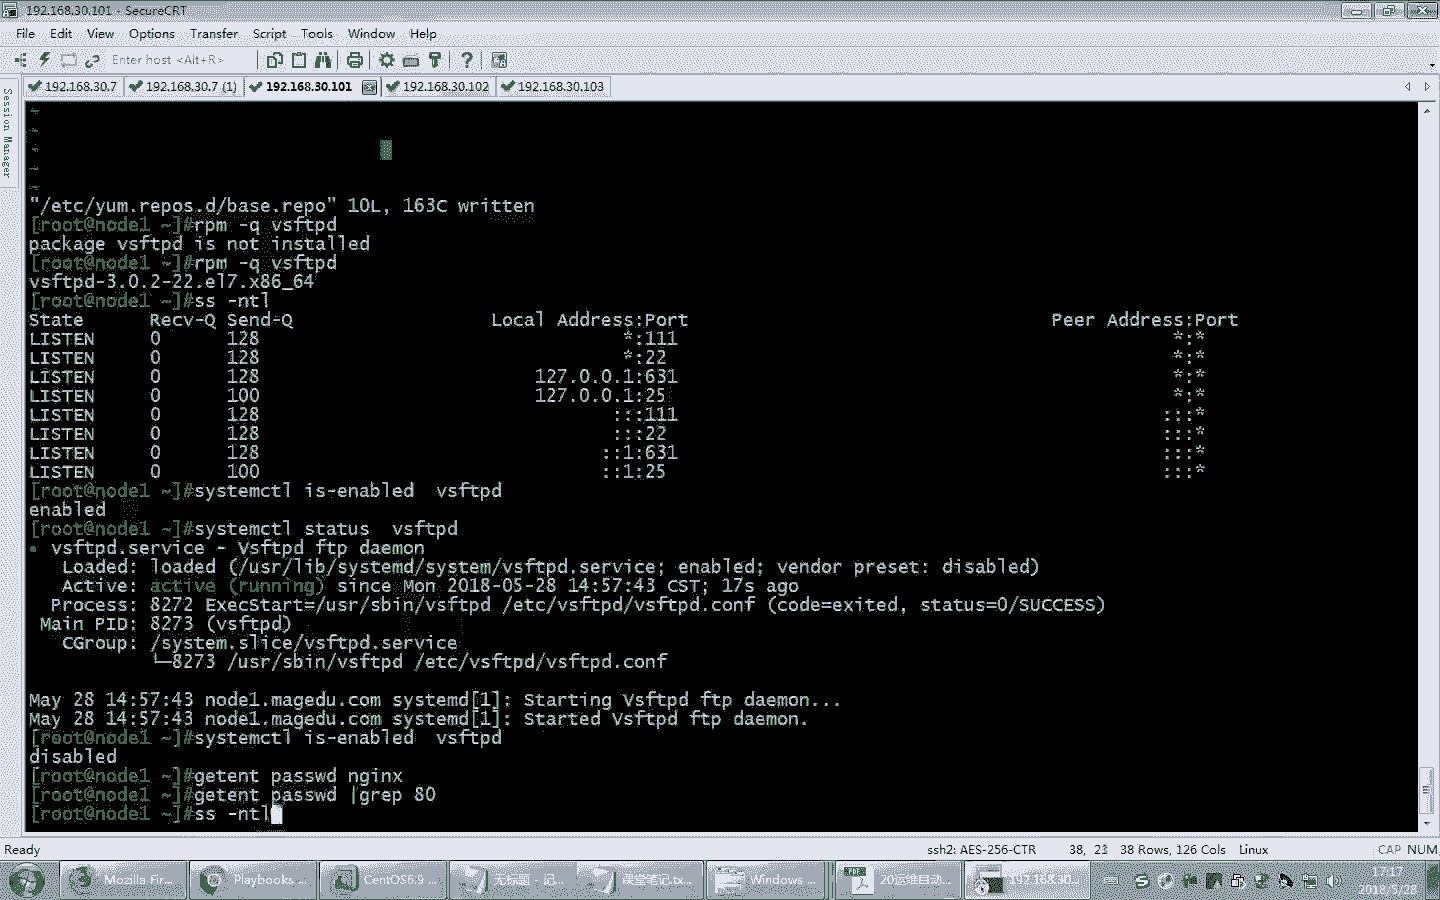 192.168.30.101 - SecureCRT
File Edit View Options Transfer Script Tools Window Help
Enter host <Alt+R>
Session Manager
192.168.30.7 192.168.30.7 (1) 192.168.30.101 192.168.30.102 192.168.30.103
~
~
~
~
~
"/etc/yum.repos.d/base.repo" 10L, 163C written
[root@node1 ~]#rpm -q vsftpd
package vsftpd is not installed
[root@node1 ~]#rpm -q vsftpd
vsftpd-3.0.2-22.el7.x86_64
[root@node1 ~]#ss -ntl
State Recv-Q Send-Q Local Address:Port Peer Address:Port
LISTEN 0 128 *:111 *:*
LISTEN 0 128 *:22 *:*
LISTEN 0 128 127.0.0.1:631 *:*
LISTEN 0 100 127.0.0.1:25 *:*
LISTEN 0 128 :::111 :::*
LISTEN 0 128 :::22 :::*
LISTEN 0 128 ::1:631 :::*
LISTEN 0 100 ::1:25 :::*
[root@node1 ~]#systemctl is-enabled  vsftpd
enabled
[root@node1 ~]#systemctl status  vsftpd
● vsftpd.service - Vsftpd ftp daemon
Loaded: loaded (/usr/lib/systemd/system/vsftpd.service; enabled; vendor preset: disabled)
Active: active (running) since Mon 2018-05-28 14:57:43 CST; 17s ago
Process: 8272 ExecStart=/usr/sbin/vsftpd /etc/vsftpd/vsftpd.conf (code=exited, status=0/SUCCESS)
Main PID: 8273 (vsftpd)
CGroup: /system.slice/vsftpd.service
└─8273 /usr/sbin/vsftpd /etc/vsftpd/vsftpd.conf
May 28 14:57:43 node1.magedu.com systemd[1]: Starting Vsftpd ftp daemon...
May 28 14:57:43 node1.magedu.com systemd[1]: Started Vsftpd ftp daemon.
[root@node1 ~]#systemctl is-enabled  vsftpd
disabled
[root@node1 ~]#getent passwd nginx
[root@node1 ~]#getent passwd |grep 80
[root@node1 ~]#ss -ntl
Ready ssh2: AES-256-CTR 38, 23 38 Rows, 126 Cols Linux CAP NUM
Mozilla Fir... Playbooks ... CentOS6.9 ... 无标题 - 记... 课堂笔记.tx... Windows ... 20运维自动... 192.168.30... 17:17
2018/5/28